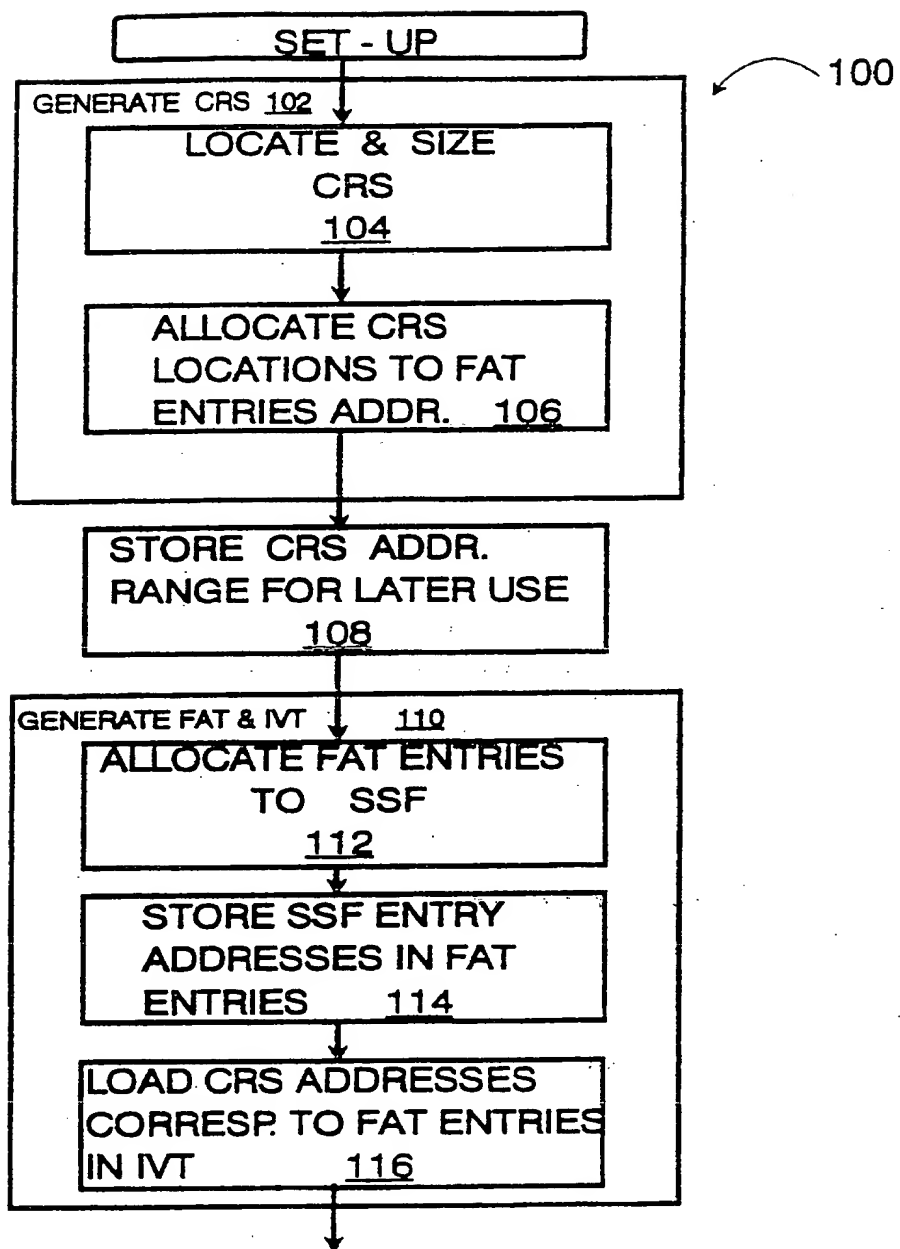 SET - UP
100
GENERATE CRS 102
LOCATE & SIZE
CRS
104
ALLOCATE CRS
LOCATIONS TO FAT
ENTRIES ADDR. 106
STORE CRS ADDR.
RANGE FOR LATER USE
108
GENERATE FAT & IVT 110
ALLOCATE FAT ENTRIES
TO SSF
112
STORE SSF ENTRY
ADDRESSES IN FAT
ENTRIES 114
LOAD CRS ADDRESSES
CORRESP. TO FAT ENTRIES
IN IVT 116